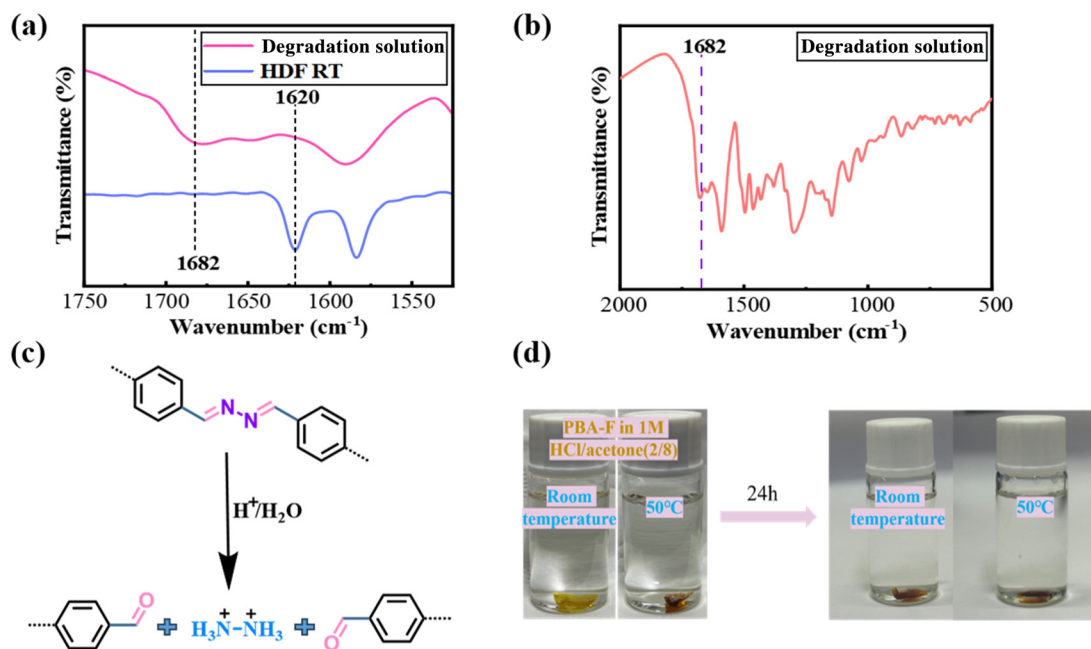 (a)
Degradation solution
HDF RT
1620
1682
Transmittance (%)
1750
1700
1650
1600
1550
Wavenumber (cm⁻¹)
(b)
1682
Degradation solution
Transmittance (%)
2000
1500
1000
500
Wavenumber (cm⁻¹)
(c)
N
N
H⁺/H₂O
O
+
H₃N⁺-N⁺H₃
+
O
(d)
PBA-F in 1M
HCl/acetone(2/8)
Room
temperature
50℃
24h
Room
temperature
50℃